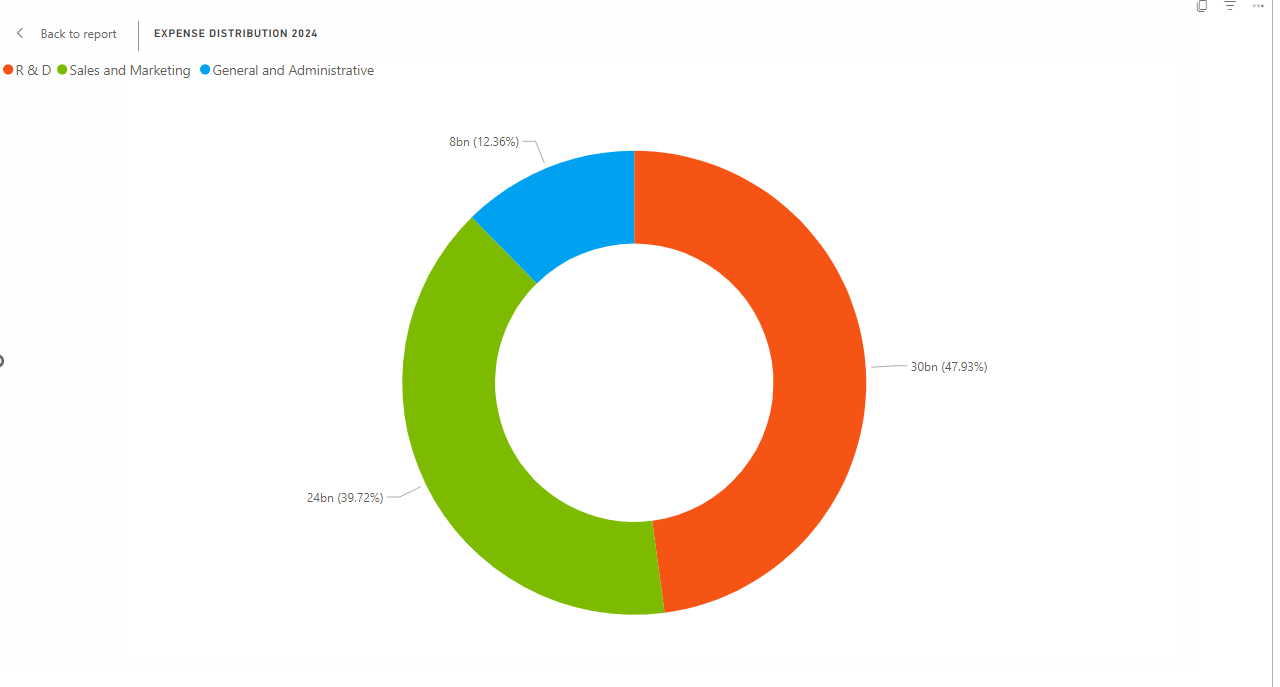 Back to report
EXPENSE DISTRIBUTION 2024
R & D Sales and Marketing General and Administrative
8bn (12.36%)
30bn (47.93%)
24bn (39.72%)